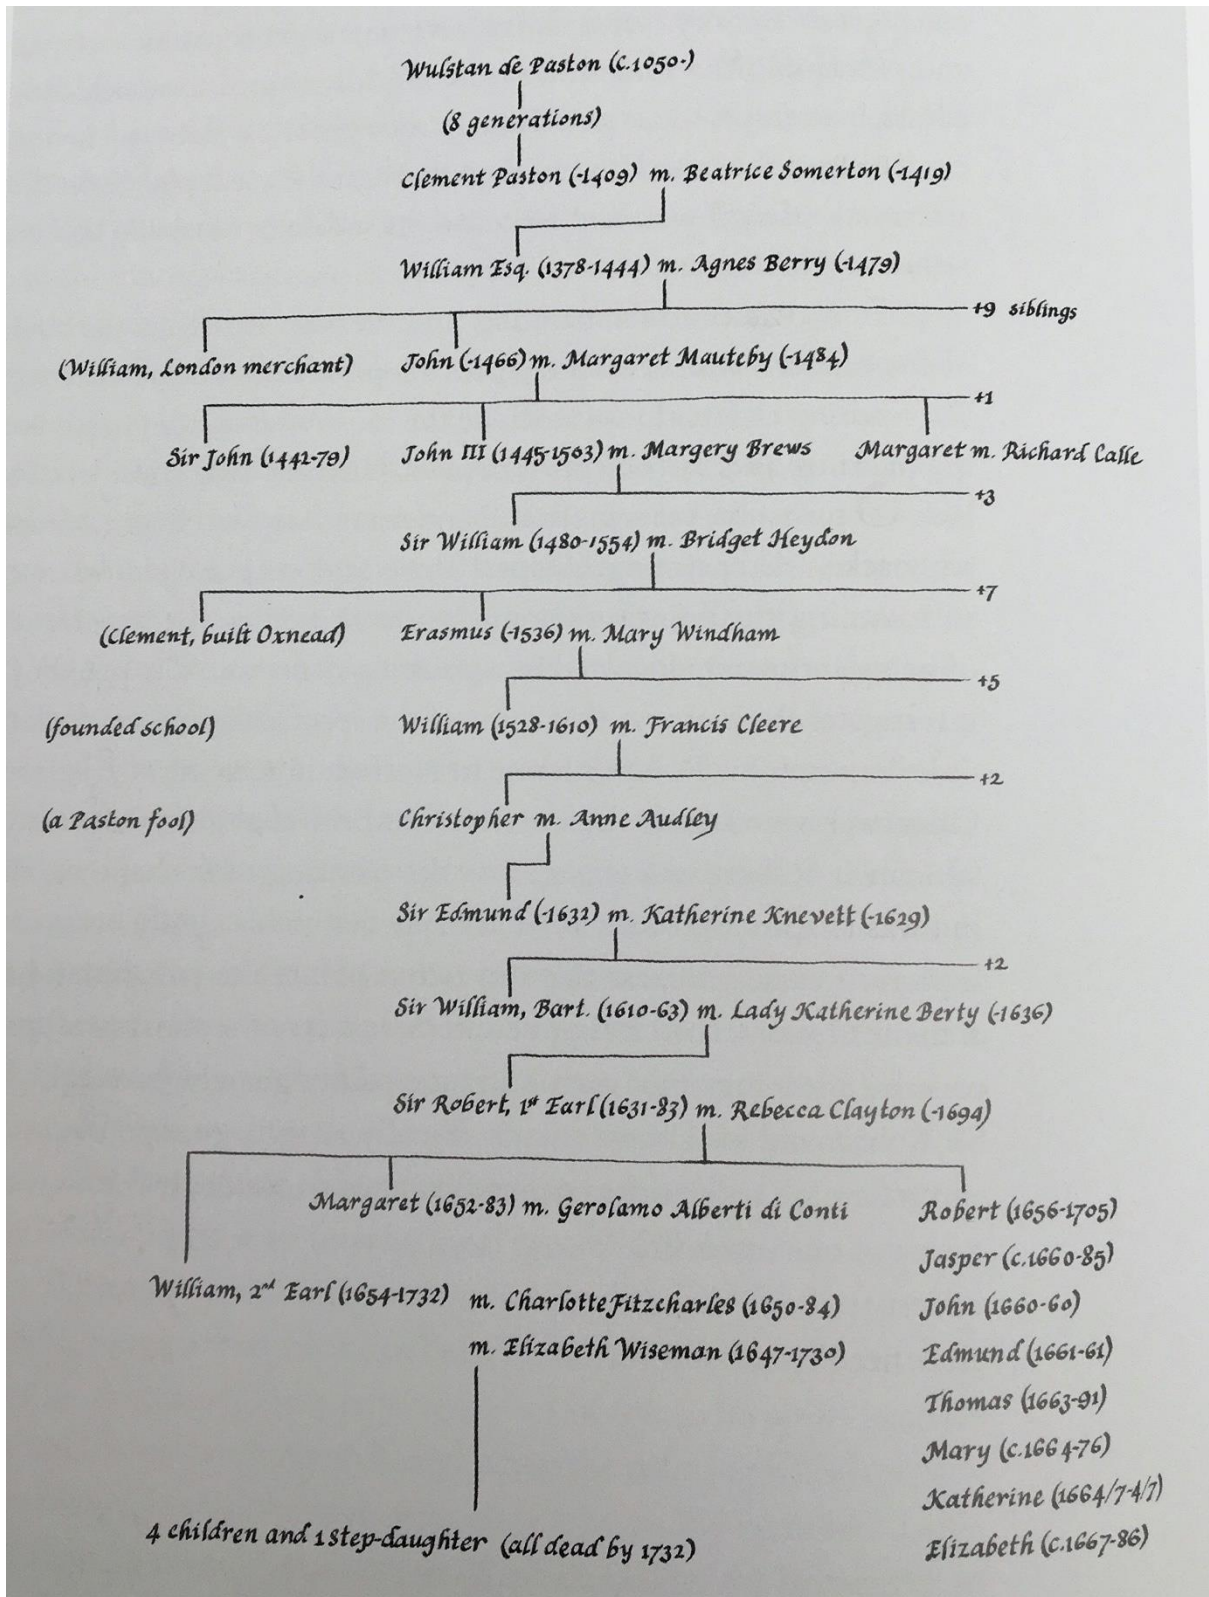 Wulstan de Paston (c.1050-)
(8 generations)
Clement Paston (-1409) m. Beatrice Somerton (-1419)
William Esq. (1378-1444) m. Agnes Berry (-1479)
+9 siblings
(William, London merchant) John (-1466) m. Margaret Mauteby (-1484)
+1
Sir John (1442-79) John III (1445-1503) m. Margery Brews Margaret m. Richard Calle
+3
Sir William (1480-1554) m. Bridget Heydon
+7
(Clement, built Oxnead) Erasmus (-1536) m. Mary Windham
+5
(founded school) William (1528-1610) m. Francis Cleere
+2
(a Paston fool) Christopher m. Anne Audley
Sir Edmund (-1632) m. Katherine Knevett (-1629)
+2
Sir William, Bart. (1610-63) m. Lady Katherine Berty (-1636)
Sir Robert, 1st Earl (1631-83) m. Rebecca Clayton (-1694)
Margaret (1652-83) m. Gerolamo Alberti di Conti Robert (1656-1705)
Jasper (c.1660-85)
William, 2nd Earl (1654-1732) m. Charlotte Fitzcharles (1650-84) John (1660-60)
m. Elizabeth Wiseman (1647-1730) Edmund (1661-61)
Thomas (1663-91)
Mary (c.1664-76)
Katherine (1664/7-4/7)
4 children and 1 step-daughter (all dead by 1732) Elizabeth (c.1667-86)